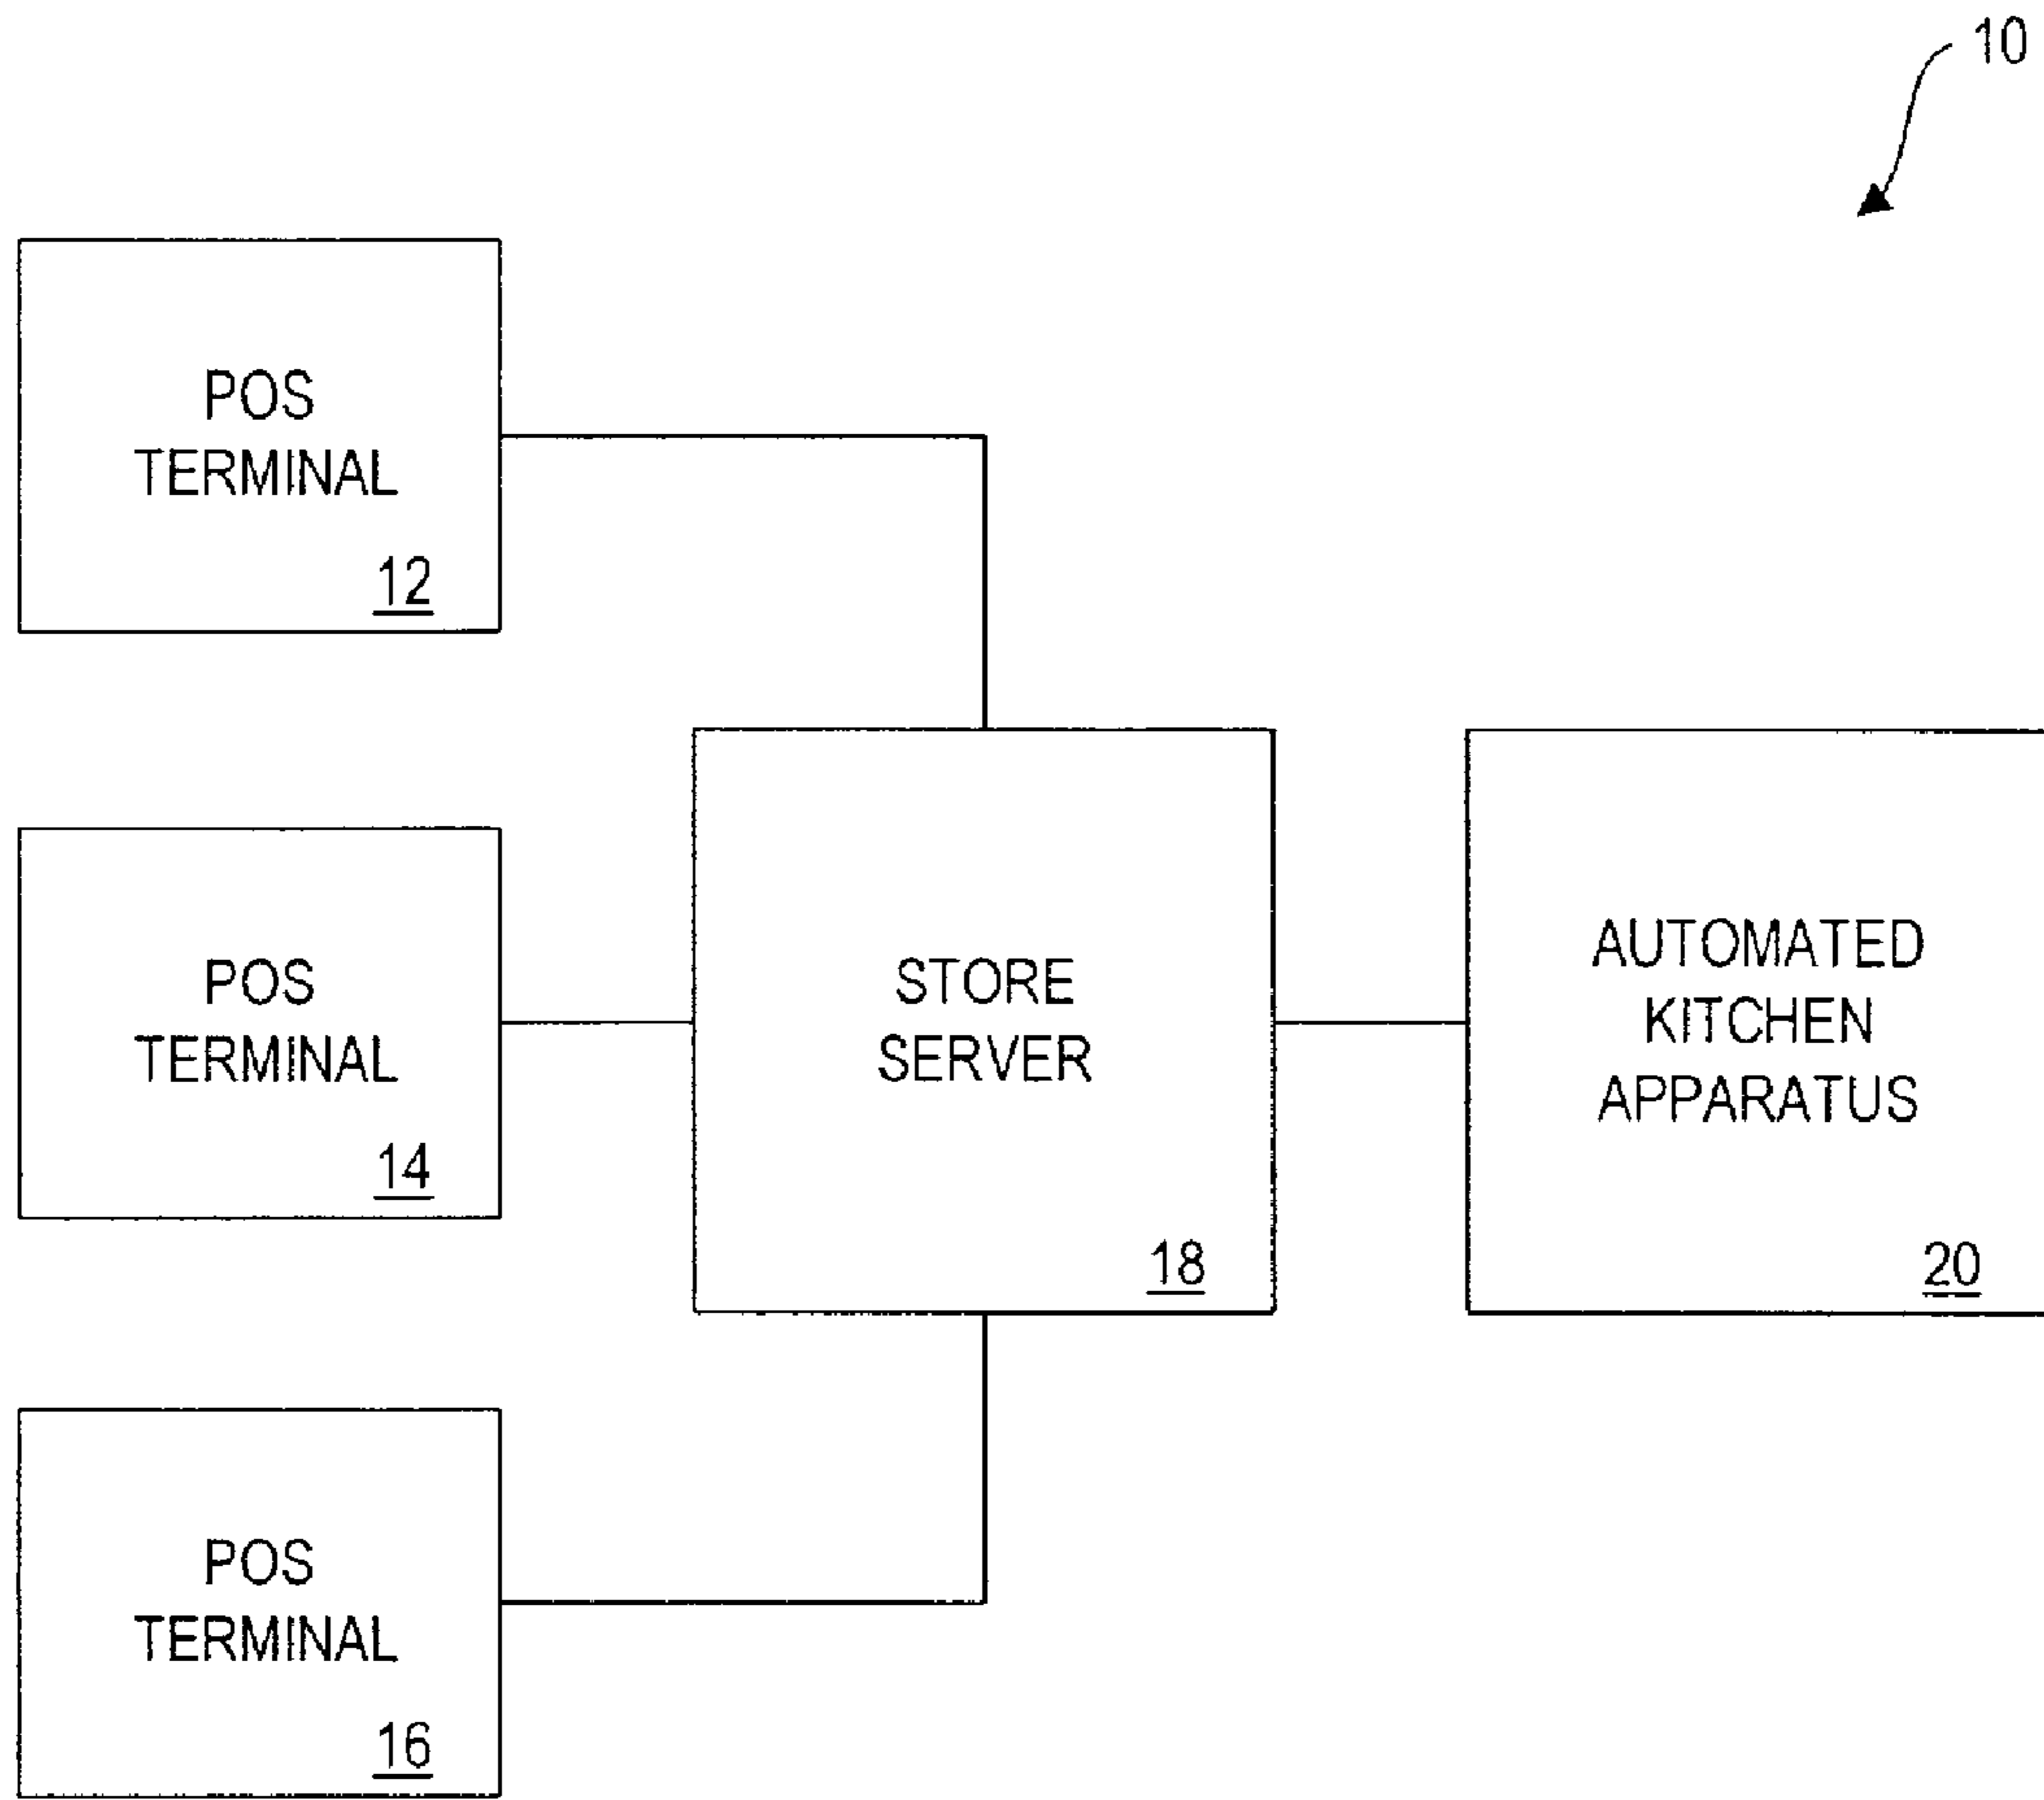 10
POS
TERMINAL
12
POS
TERMINAL
14
STORE
SERVER
18
AUTOMATED
KITCHEN
APPARATUS
20
POS
TERMINAL
16